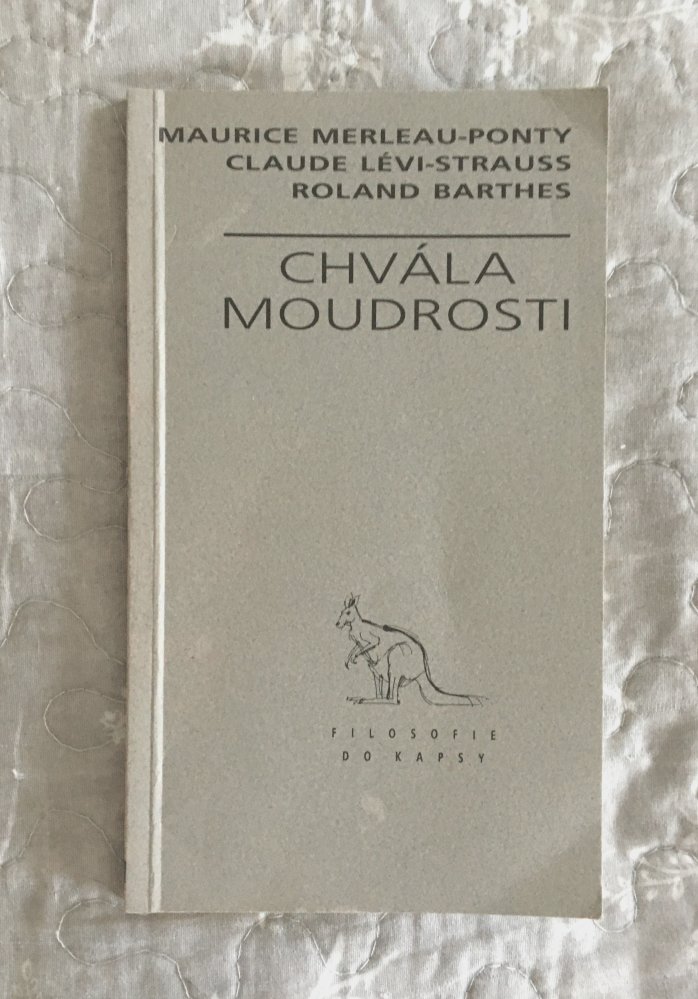 MAURICE MERLEAU-PONTY
CLAUDE LÉVI-STRAUSS
ROLAND BARTHES
CHVÁLA
MOUDROSTI
FILOSOFIE
DO KAPSY